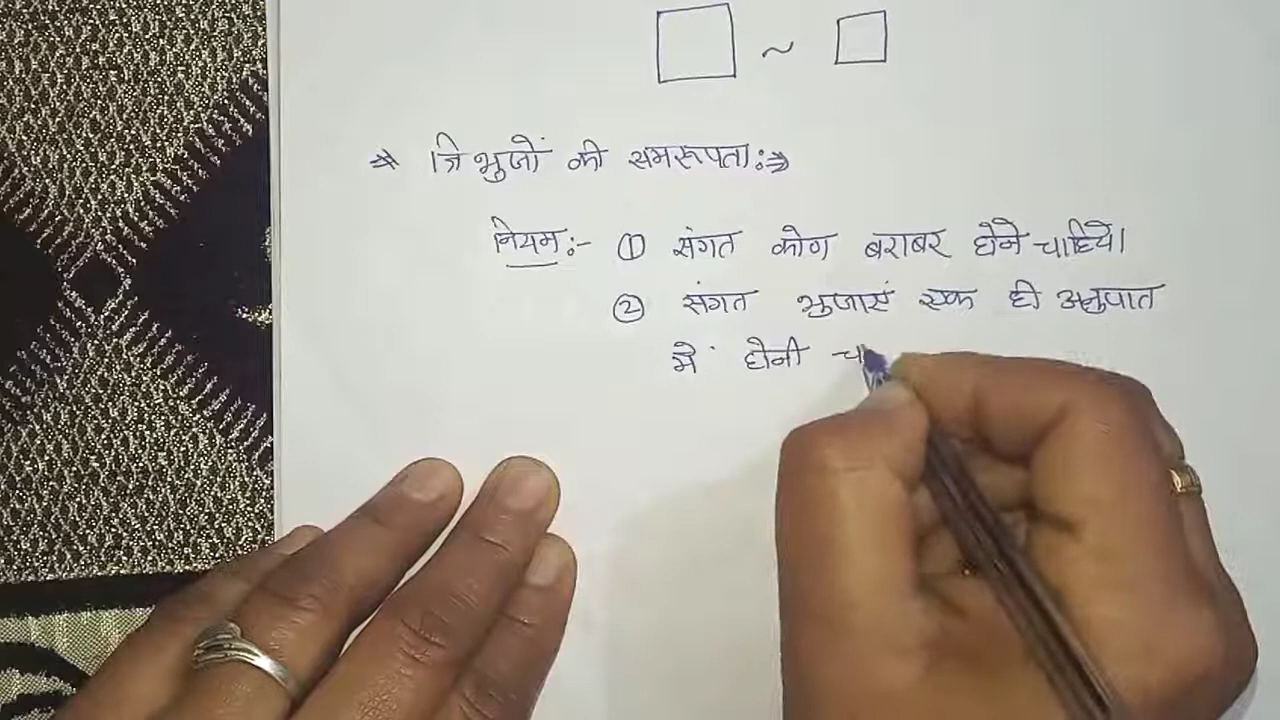 ~
⇒ त्रिभुजों की समरूपता :⇒
नियम :- ① संगत कोण बराबर होने चाहिये।
② संगत भुजाएं एक ही अनुपात
में होनी च